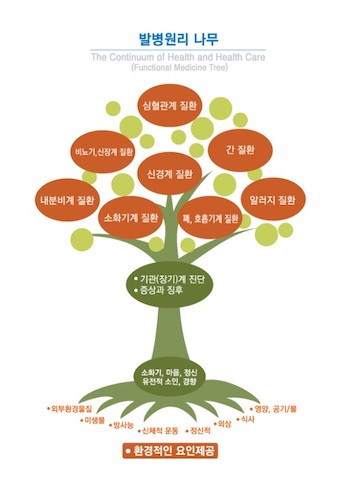 발병원리 나무
The Continuum of Health and Health Care
(Functional Medicine Tree)
심혈관계 질환
비뇨기,신장계 질환
간 질환
신경계 질환
내분비계 질환
알러지 질환
소화기계 질환
폐, 호흡기계 질환
• 기관(장기)계 진단
• 증상과 징후
소화기, 마음, 정신
유전적 소인, 경향
• 외부환경물질
• 미생물
• 방사능
• 신체적 운동
• 정신적
• 외상
• 식사
• 영양, 공기/물
• 환경적인 요인제공